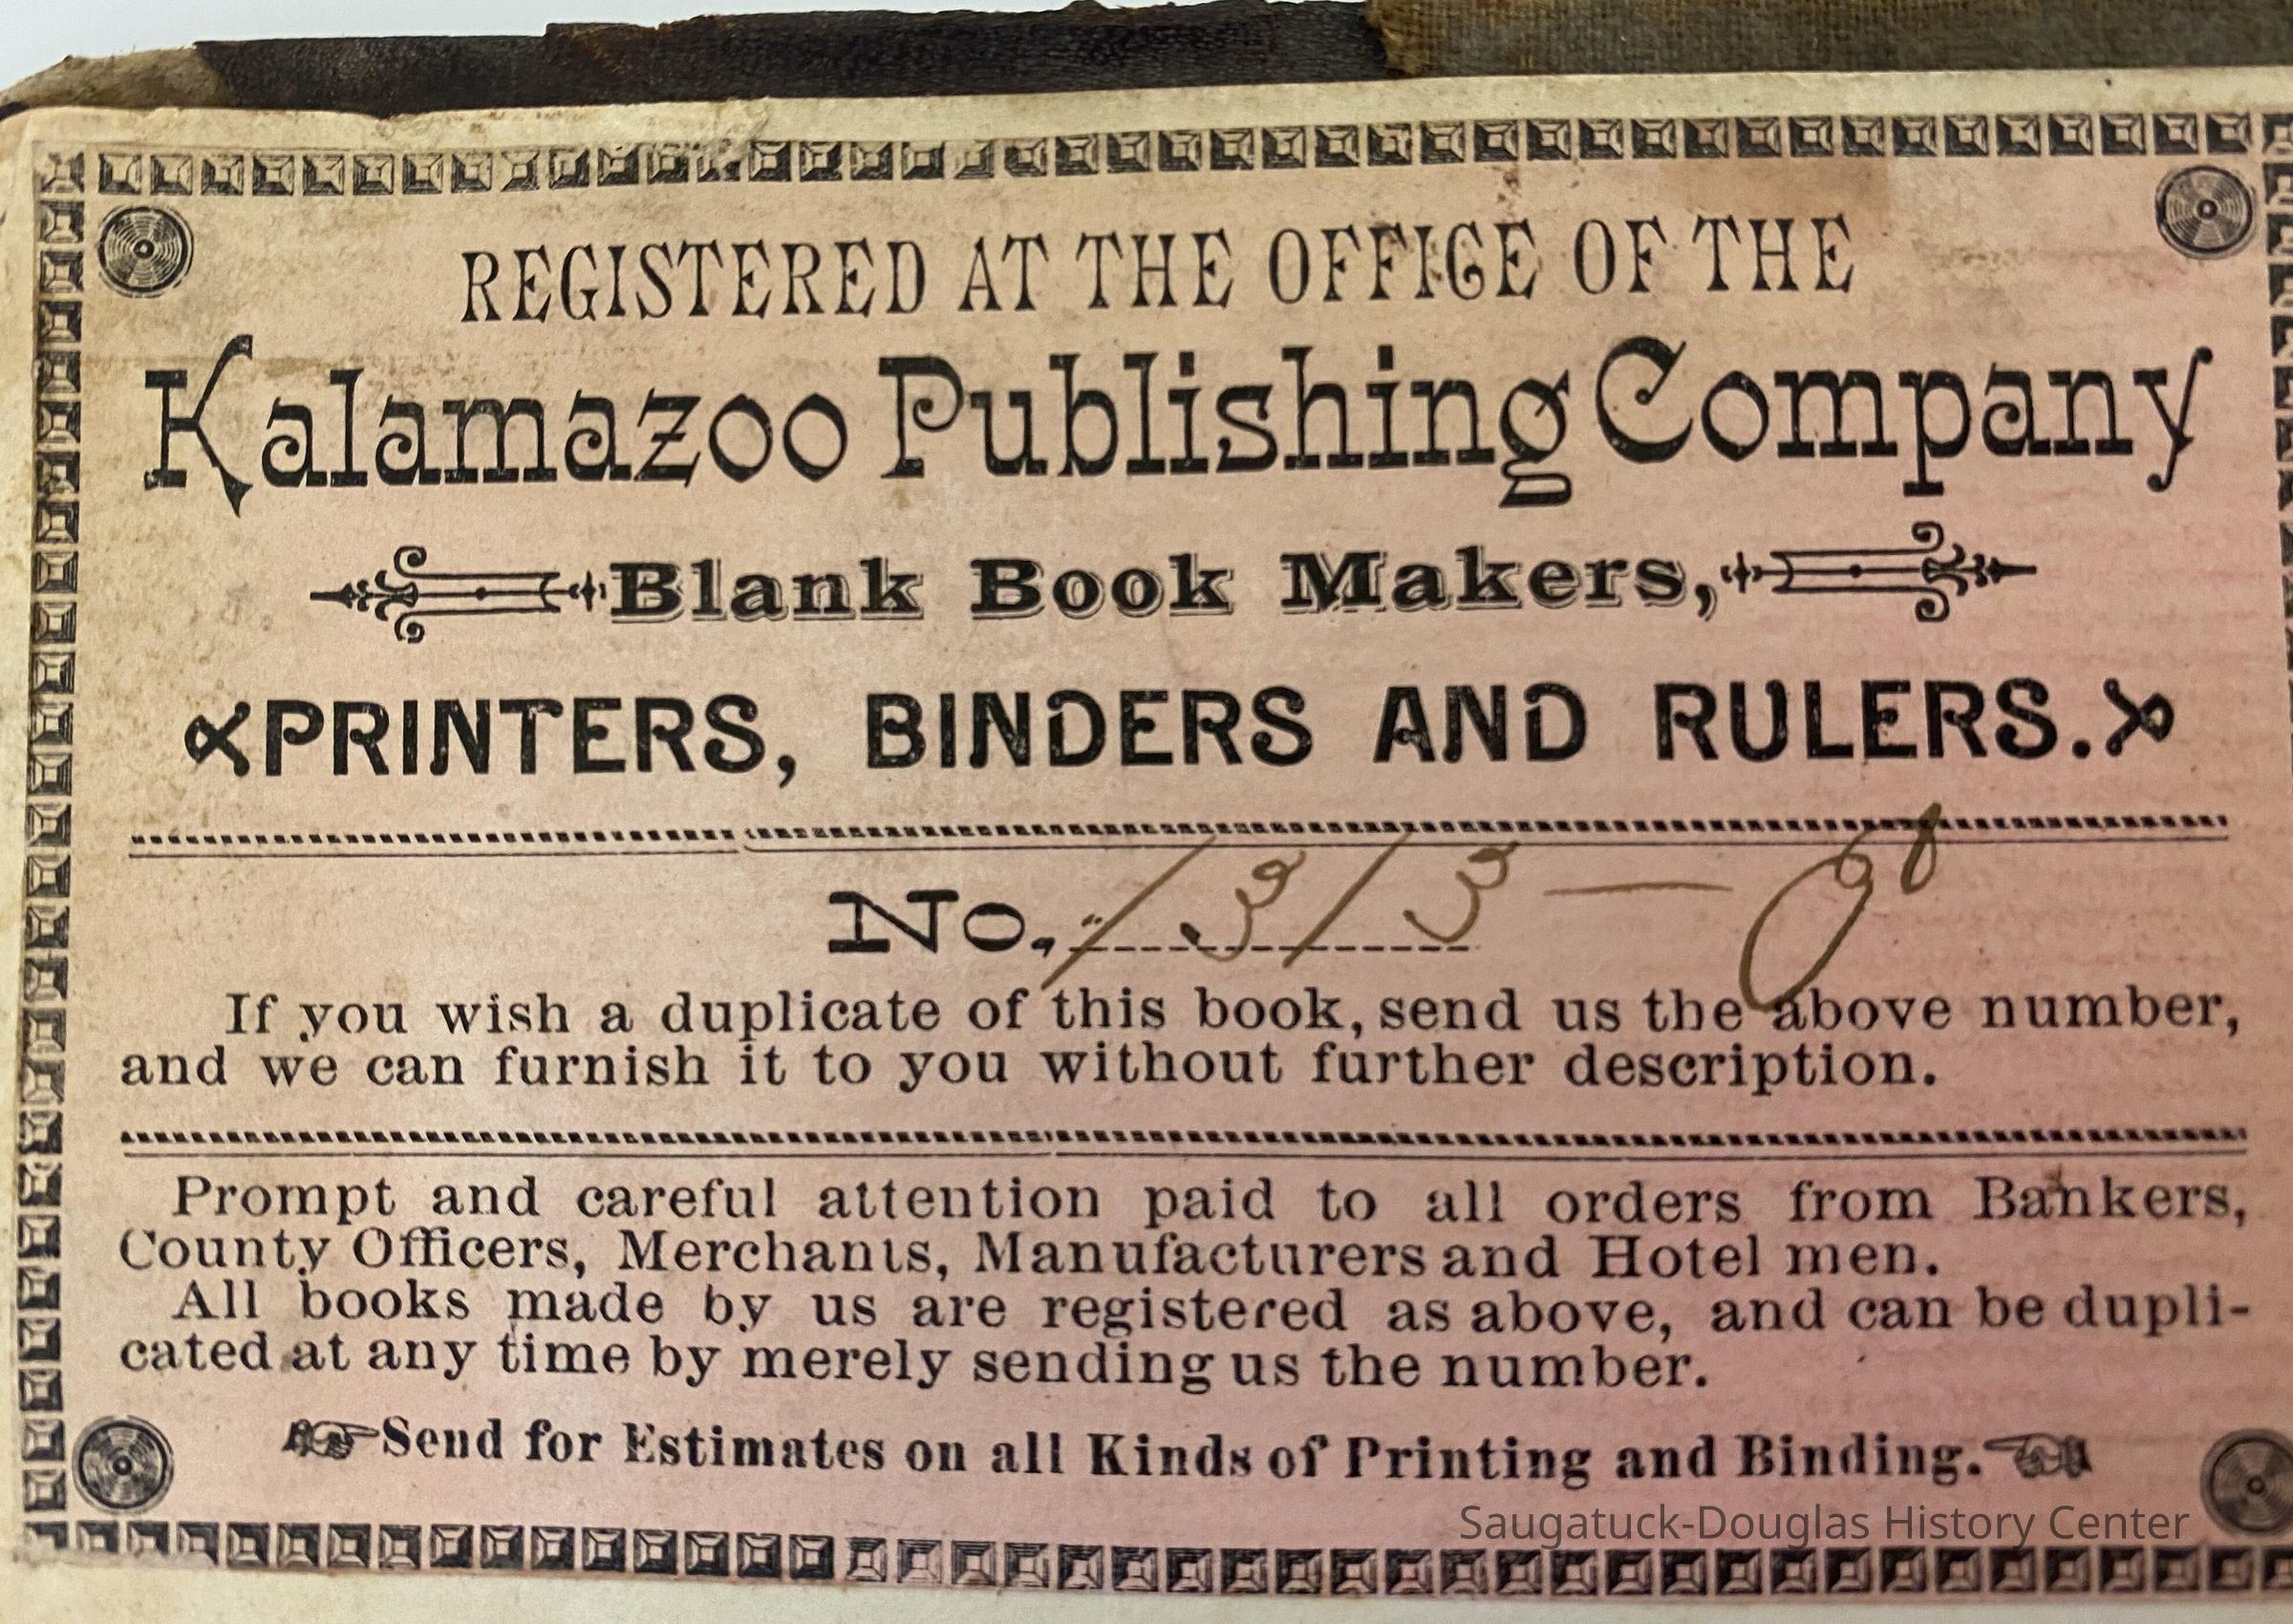 REGISTERED AT THE OFFICE OF THE
Kalamazoo Publishing Company
Blank Book Makers,
PRINTERS, BINDERS AND RULERS.
No. 1313 —
If you wish a duplicate of this book, send us the above number,
and we can furnish it to you without further description.
Prompt and careful attention paid to all orders from Bankers,
County Officers, Merchants, Manufacturers and Hotel men.
All books made by us are registered as above, and can be dupli-
cated at any time by merely sending us the number.
Send for Estimates on all Kinds of Printing and Binding.
Saugatuck-Douglas History Center